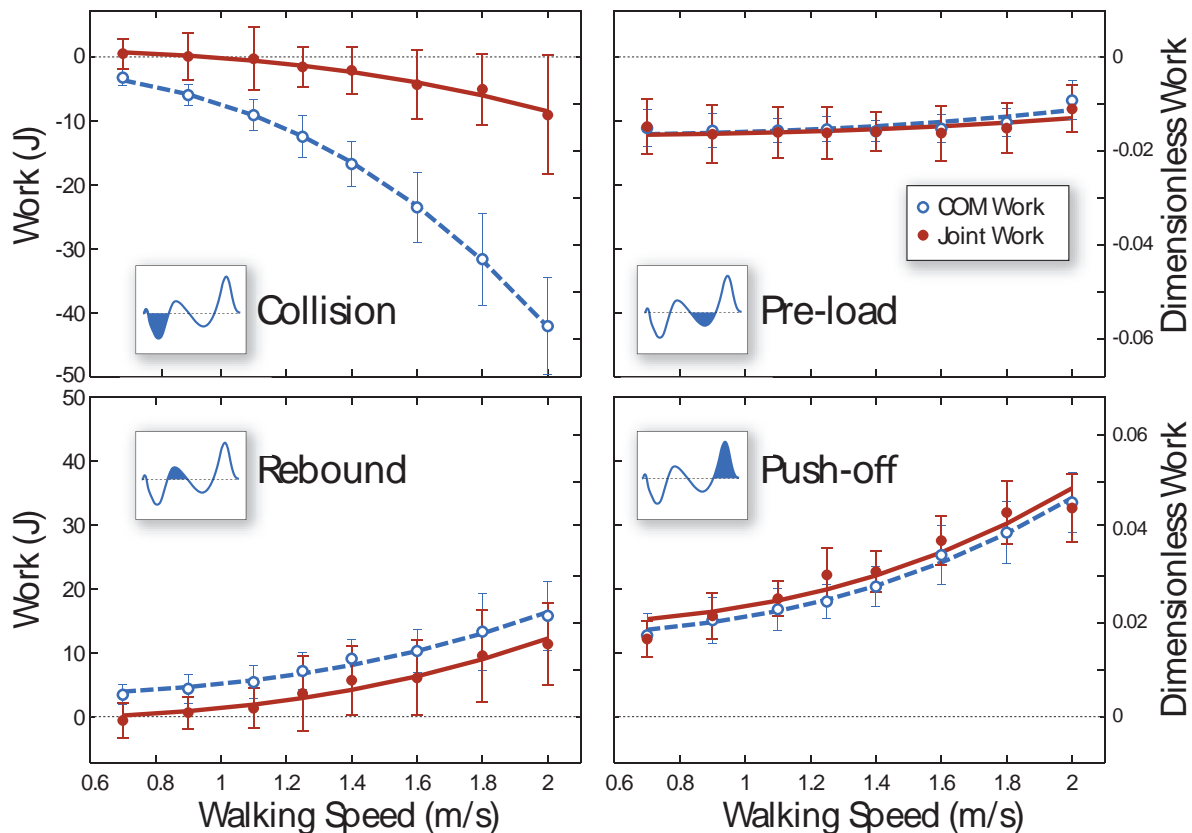 0
-10
-20
-30
-40
-50
Work (J)
Collision
0
-0.02
-0.04
-0.06
Dimensionless Work
COM Work
Joint Work
Pre-load
50
40
30
20
10
0
Work (J)
Rebound
0.6 0.8 1 1.2 1.4 1.6 1.8 2
Walking Speed (m/s)
Push-off
0.06
0.04
0.02
0
Dimensionless Work
0.6 0.8 1 1.2 1.4 1.6 1.8 2
Walking Speed (m/s)